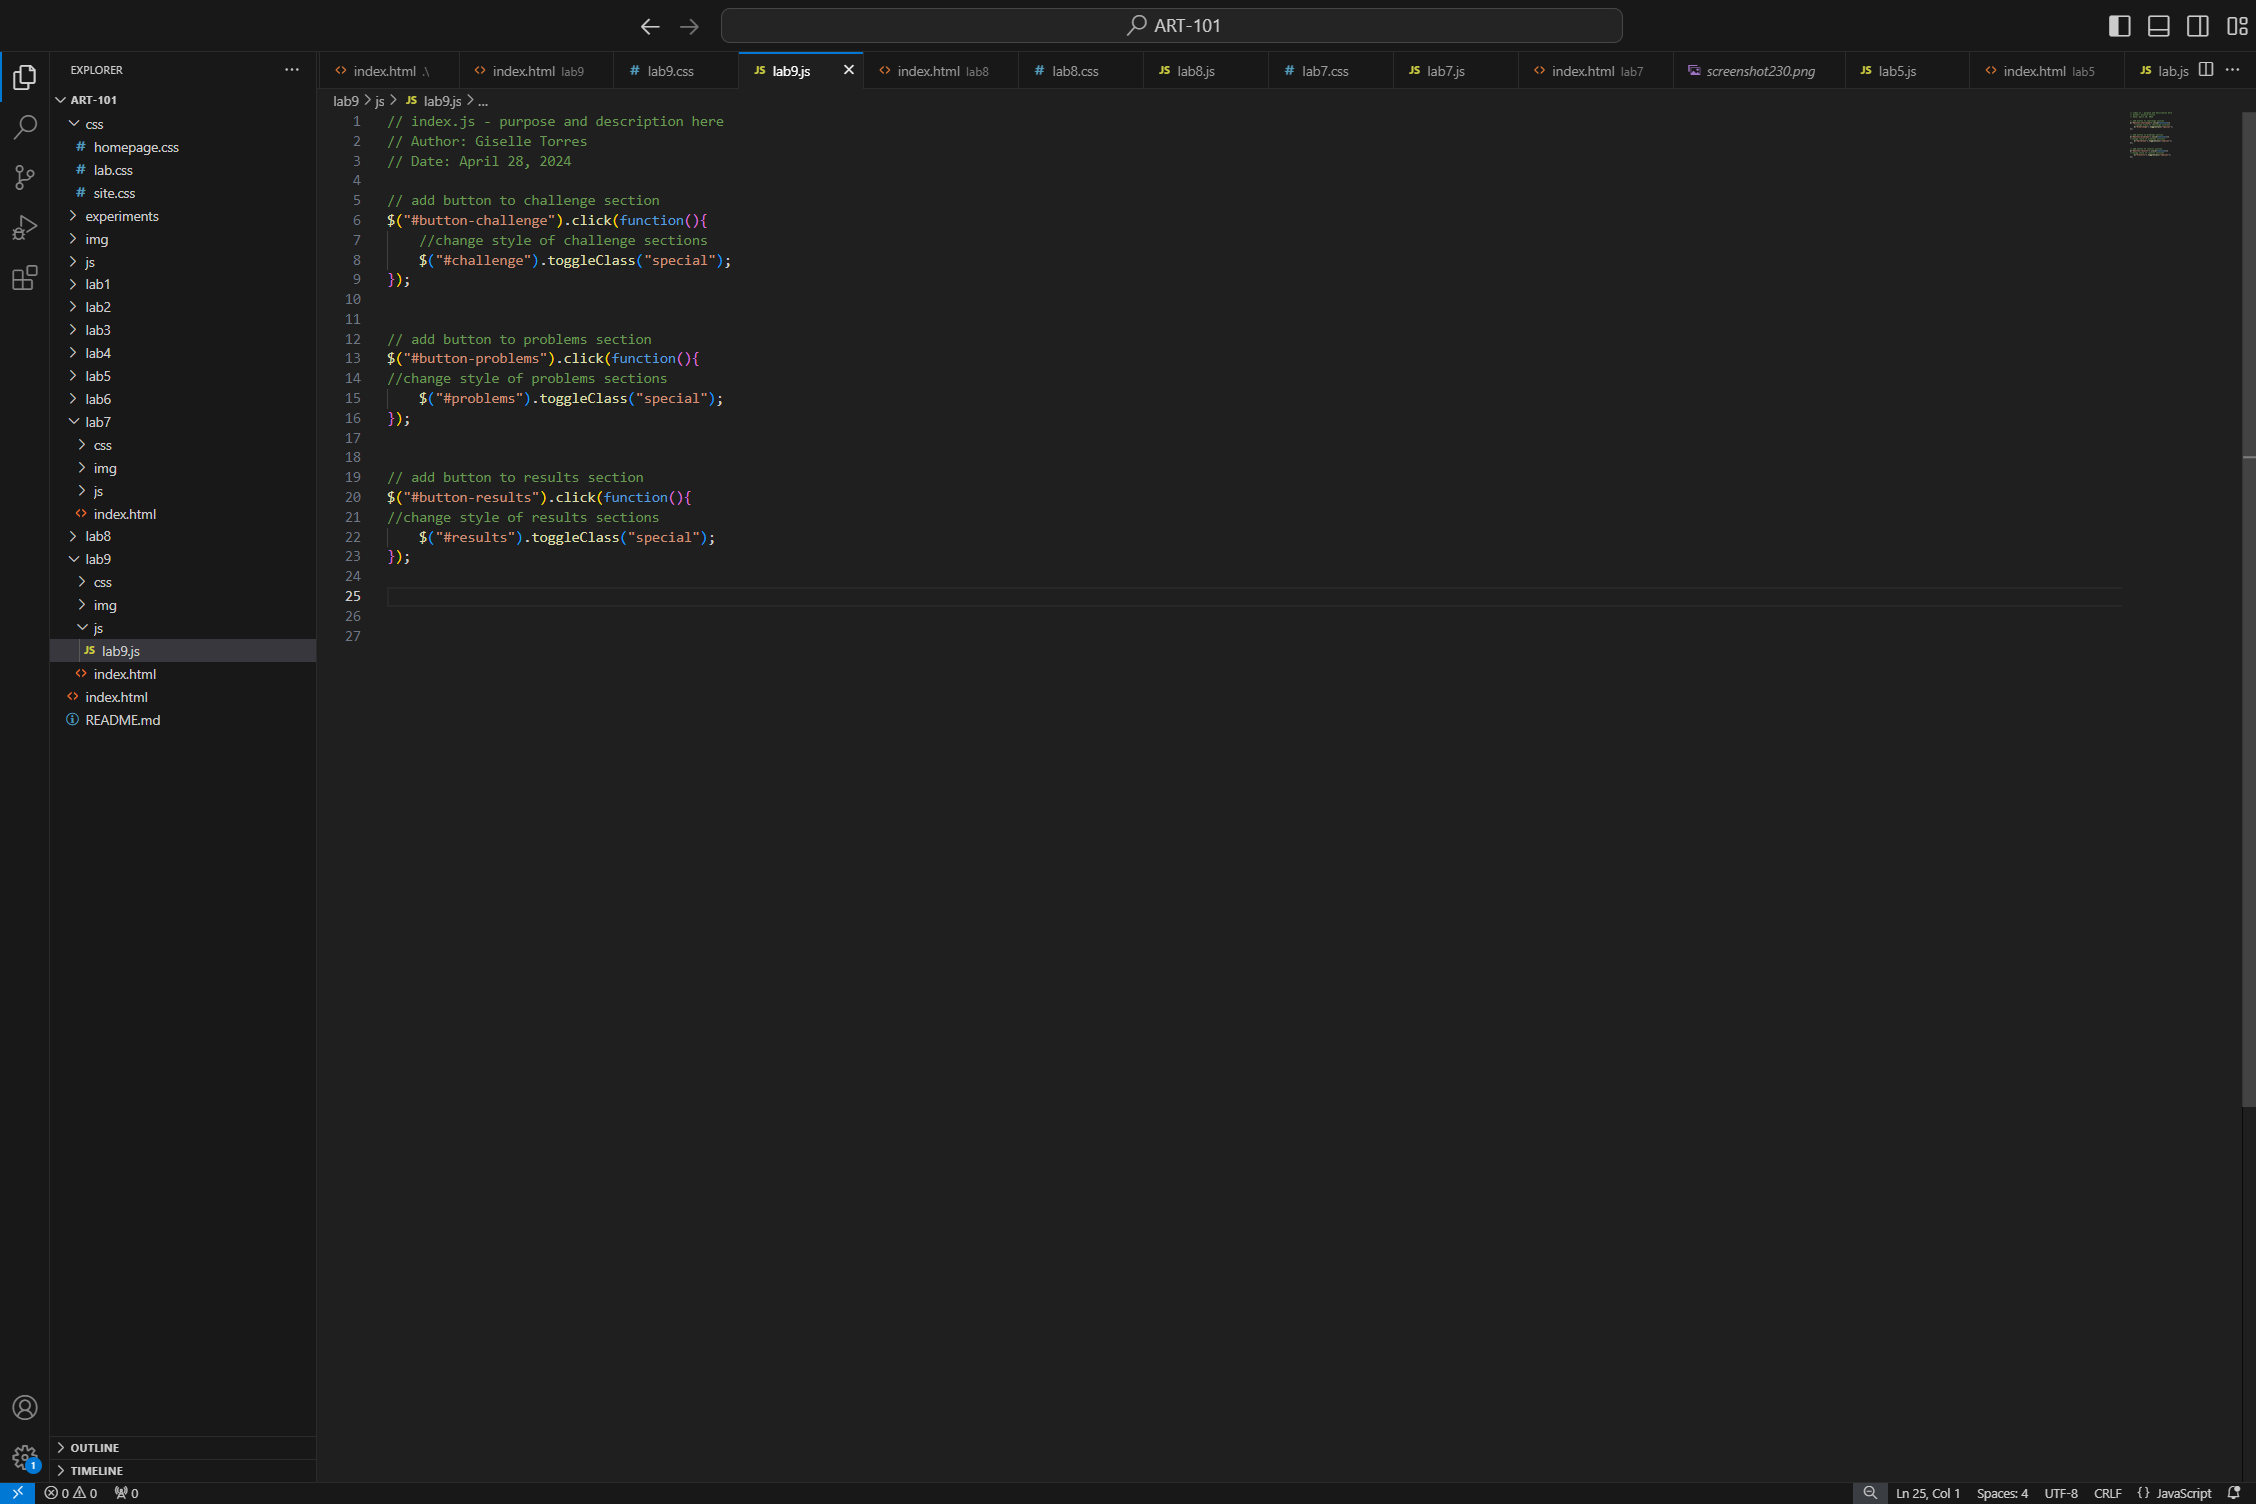 ART-101
EXPLORER
ART-101
css
homepage.css
lab.css
site.css
experiments
img
js
lab1
lab2
lab3
lab4
lab5
lab6
lab7
css
img
js
index.html
lab8
lab9
css
img
js
JS lab9.js
index.html
index.html
README.md
OUTLINE
TIMELINE
index.html .\
index.html lab9
# lab9.css
JS lab9.js
index.html lab8
# lab8.css
JS lab8.js
# lab7.css
JS lab7.js
index.html lab7
screenshot230.png
JS lab5.js
index.html lab5
JS lab.js
lab9 > js > JS lab9.js > ...
1 // index.js - purpose and description here
2 // Author: Giselle Torres
3 // Date: April 28, 2024
4
5 // add button to challenge section
6 $("#button-challenge").click(function(){
7 //change style of challenge sections
8 $("#challenge").toggleClass("special");
9 });
10
11
12 // add button to problems section
13 $("#button-problems").click(function(){
14 //change style of problems sections
15 $("#problems").toggleClass("special");
16 });
17
18
19 // add button to results section
20 $("#button-results").click(function(){
21 //change style of results sections
22 $("#results").toggleClass("special");
23 });
24
25
26
27
1
0 0 0
Ln 25, Col 1 Spaces: 4 UTF-8 CRLF {} JavaScript